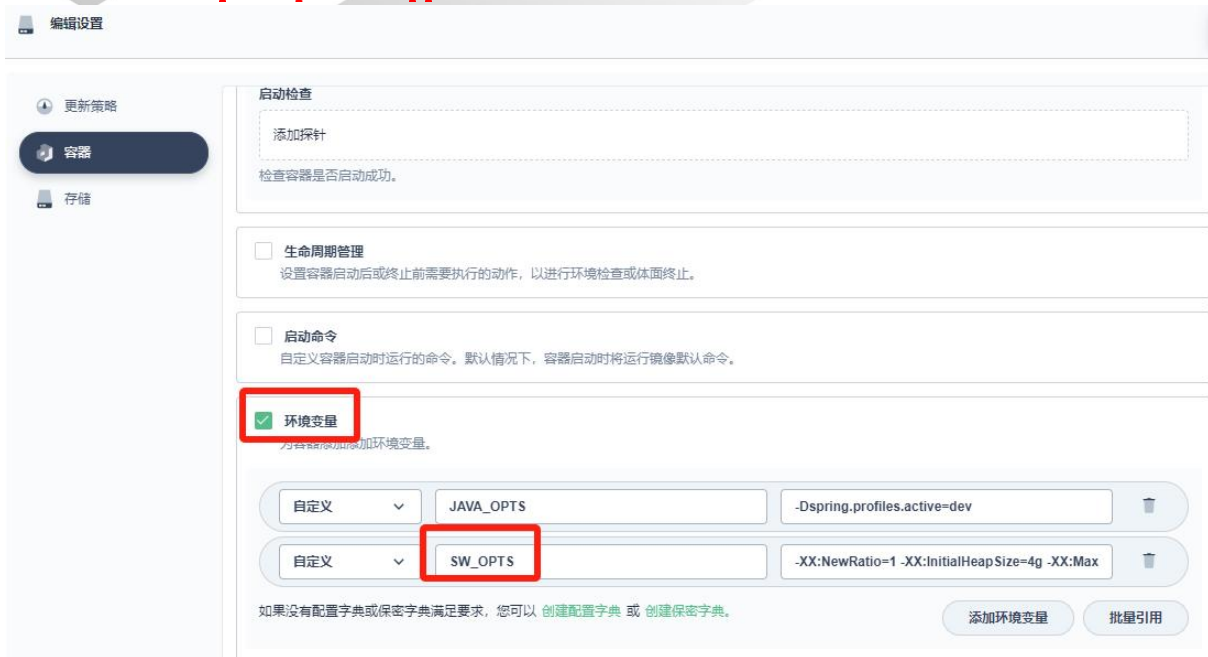 编辑设置
更新策略
容器
存储
启动检查
添加探针
检查容器是否启动成功。
生命周期管理
设置容器启动后或终止前需要执行的动作，以进行环境检查或体面终止。
启动命令
自定义容器启动时运行的命令。默认情况下，容器启动时将运行镜像默认命令。
环境变量
为容器添加添加环境变量。
自定义 JAVA_OPTS -Dspring.profiles.active=dev
自定义 SW_OPTS -XX:NewRatio=1 -XX:InitialHeapSize=4g -XX:Max
如果没有配置字典或保密字典满足要求，您可以 创建配置字典 或 创建保密字典。
添加环境变量 批量引用